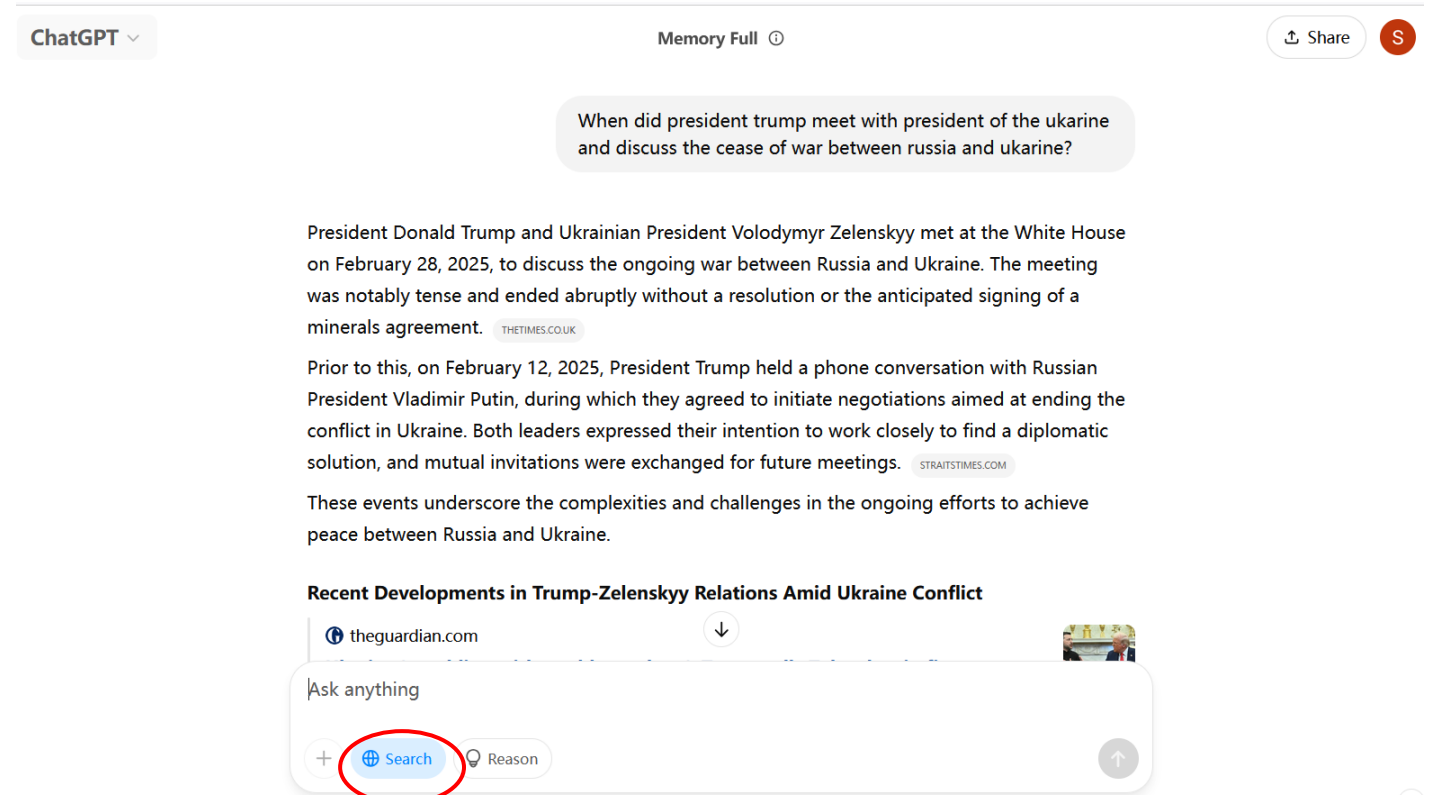 ChatGPT
Memory Full
Share
S
When did president trump meet with president of the ukarine
and discuss the cease of war between russia and ukarine?
President Donald Trump and Ukrainian President Volodymyr Zelenskyy met at the White House
on February 28, 2025, to discuss the ongoing war between Russia and Ukraine. The meeting
was notably tense and ended abruptly without a resolution or the anticipated signing of a
minerals agreement. THETIMES.CO.UK
Prior to this, on February 12, 2025, President Trump held a phone conversation with Russian
President Vladimir Putin, during which they agreed to initiate negotiations aimed at ending the
conflict in Ukraine. Both leaders expressed their intention to work closely to find a diplomatic
solution, and mutual invitations were exchanged for future meetings. STRAITSTIMES.COM
These events underscore the complexities and challenges in the ongoing efforts to achieve
peace between Russia and Ukraine.
Recent Developments in Trump-Zelenskyy Relations Amid Ukraine Conflict
theguardian.com
Ask anything
Search
Reason